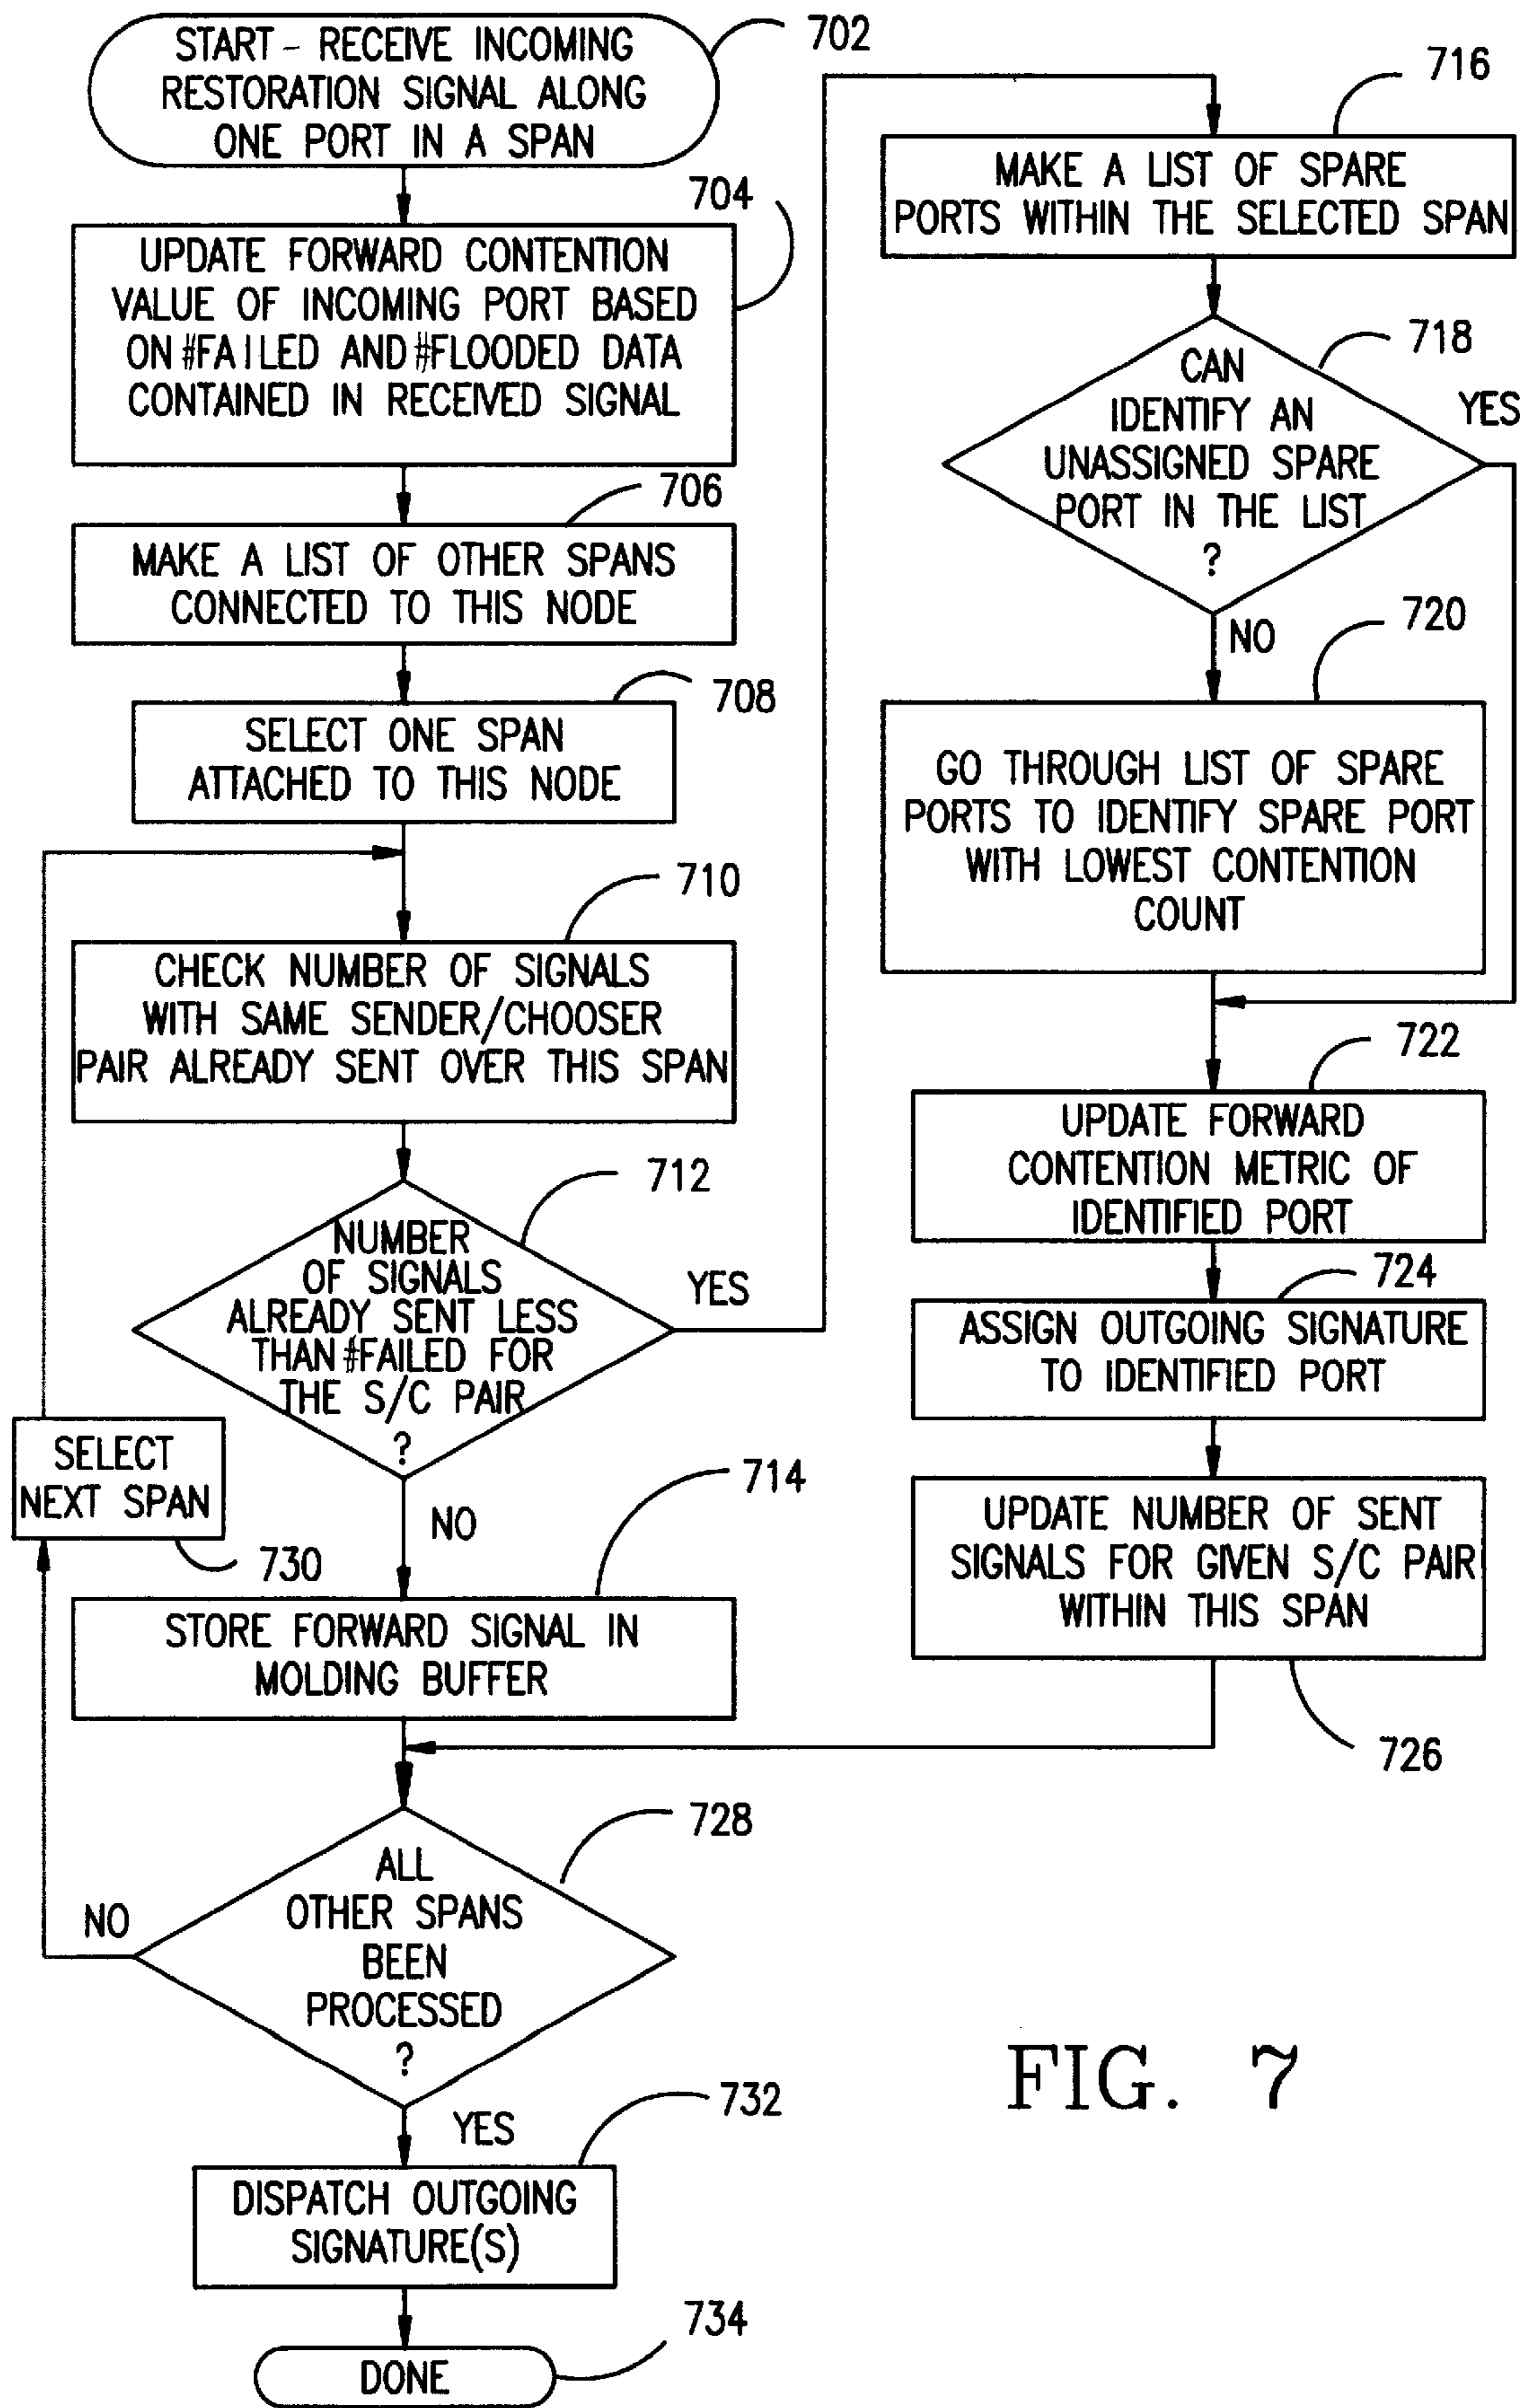 START - RECEIVE INCOMING
RESTORATION SIGNAL ALONG
ONE PORT IN A SPAN
702
UPDATE FORWARD CONTENTION
VALUE OF INCOMING PORT BASED
ON #FAILED AND #FLOODED DATA
CONTAINED IN RECEIVED SIGNAL
704
MAKE A LIST OF OTHER SPANS
CONNECTED TO THIS NODE
706
SELECT ONE SPAN
ATTACHED TO THIS NODE
708
CHECK NUMBER OF SIGNALS
WITH SAME SENDER/CHOOSER
PAIR ALREADY SENT OVER THIS SPAN
710
NUMBER
OF SIGNALS
ALREADY SENT LESS
THAN #FAILED FOR
THE S/C PAIR
?
712
YES
NO
SELECT
NEXT SPAN
730
STORE FORWARD SIGNAL IN
MOLDING BUFFER
714
ALL
OTHER SPANS
BEEN
PROCESSED
?
728
NO
YES
DISPATCH OUTGOING
SIGNATURE(S)
732
DONE
734
MAKE A LIST OF SPARE
PORTS WITHIN THE SELECTED SPAN
716
CAN
IDENTIFY AN
UNASSIGNED SPARE
PORT IN THE LIST
?
718
YES
NO
GO THROUGH LIST OF SPARE
PORTS TO IDENTIFY SPARE PORT
WITH LOWEST CONTENTION
COUNT
720
UPDATE FORWARD
CONTENTION METRIC OF
IDENTIFIED PORT
722
ASSIGN OUTGOING SIGNATURE
TO IDENTIFIED PORT
724
UPDATE NUMBER OF SENT
SIGNALS FOR GIVEN S/C PAIR
WITHIN THIS SPAN
726
FIG. 7